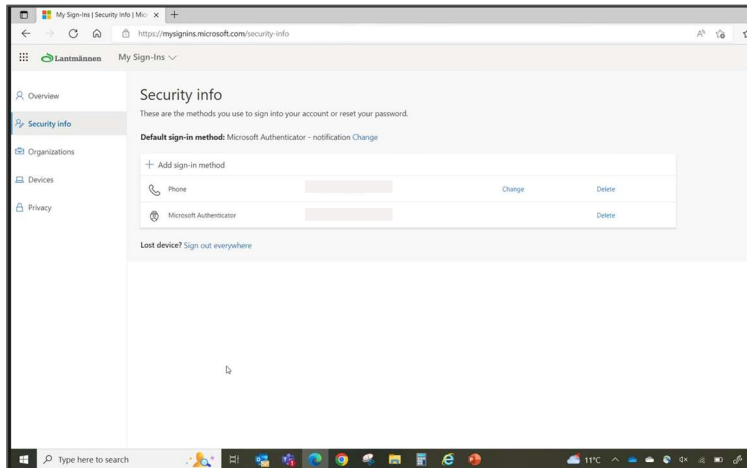 My Sign-Ins | Security Info | Mic
https://mysignins.microsoft.com/security-info
Lantmännen
My Sign-Ins
Overview
Security info
Organizations
Devices
Privacy
Security info
These are the methods you use to sign into your account or reset your password.
Default sign-in method: Microsoft Authenticator - notification Change
+ Add sign-in method
Phone Change Delete
Microsoft Authenticator Delete
Lost device? Sign out everywhere
Type here to search
11°C